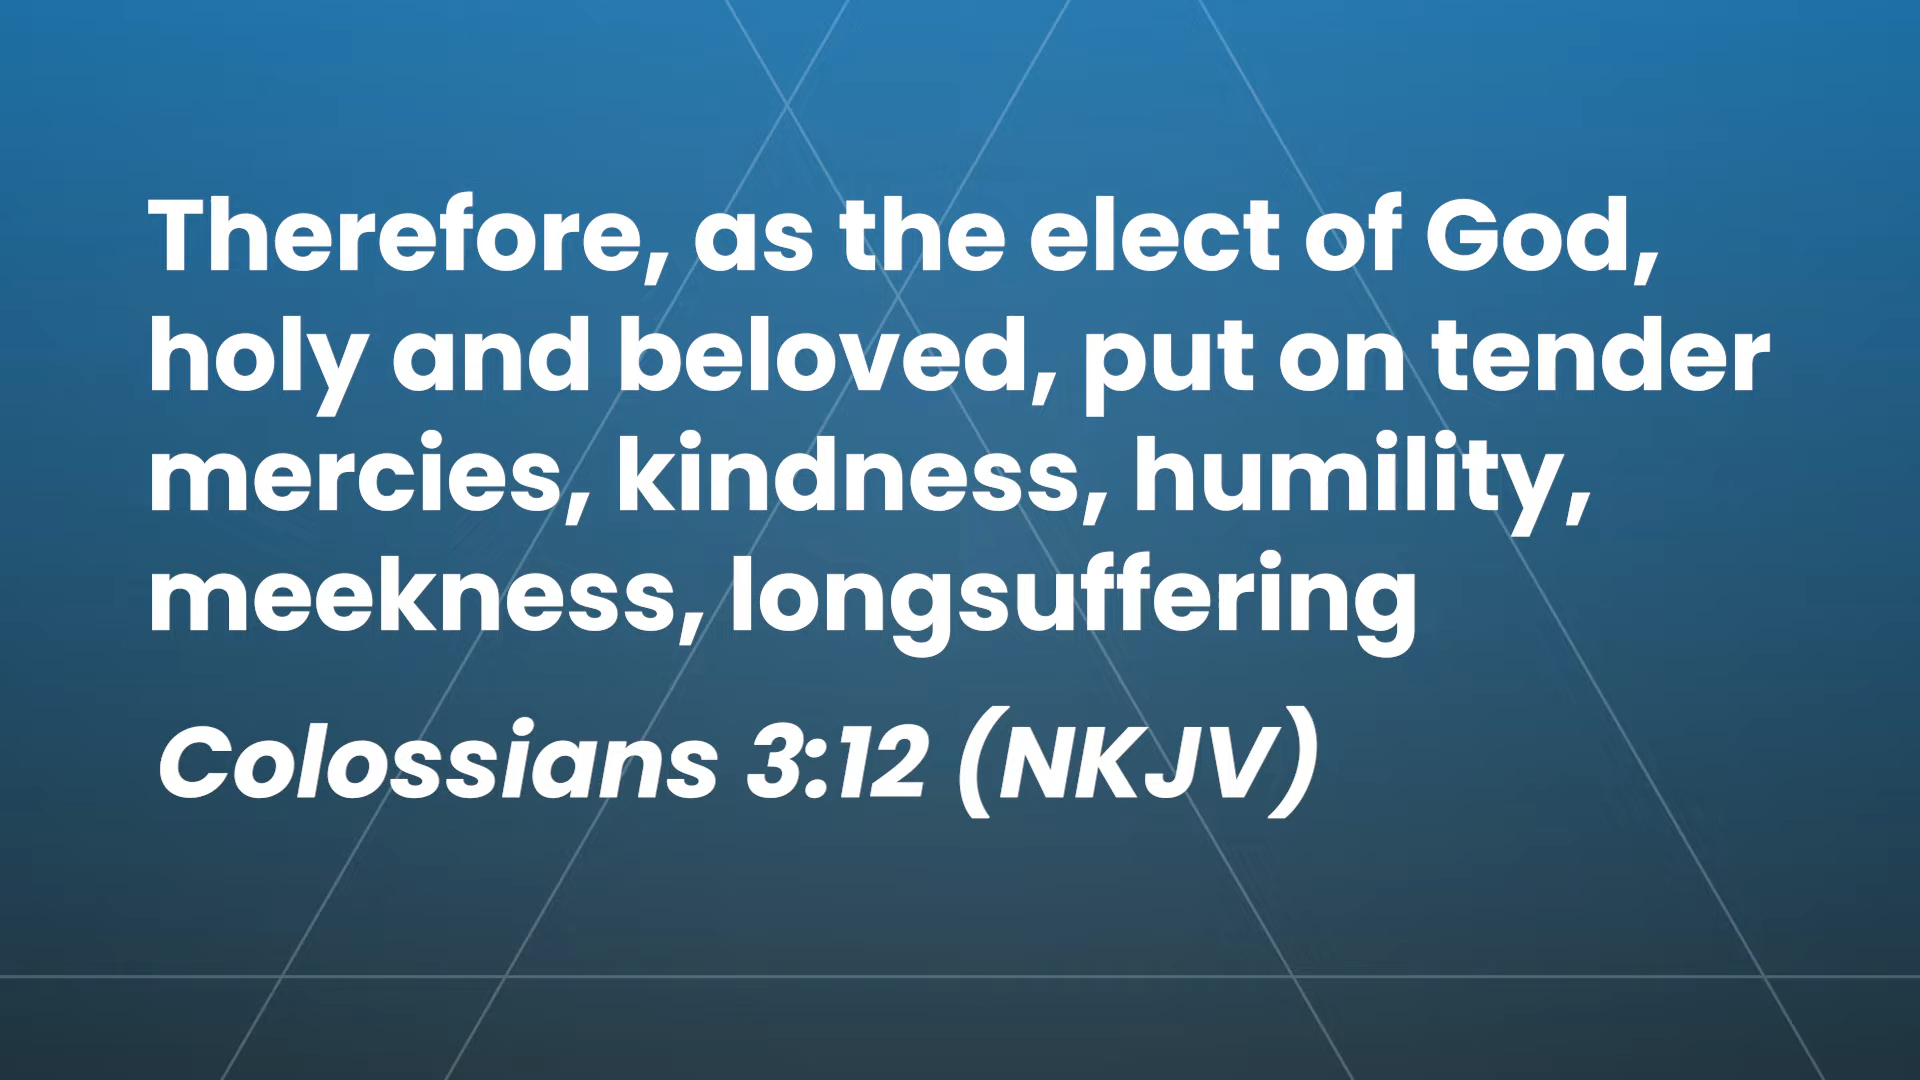 Therefore, as the elect of God,
holy and beloved, put on tender
mercies, kindness, humility,
meekness, longsuffering
Colossians 3:12 (NKJV)